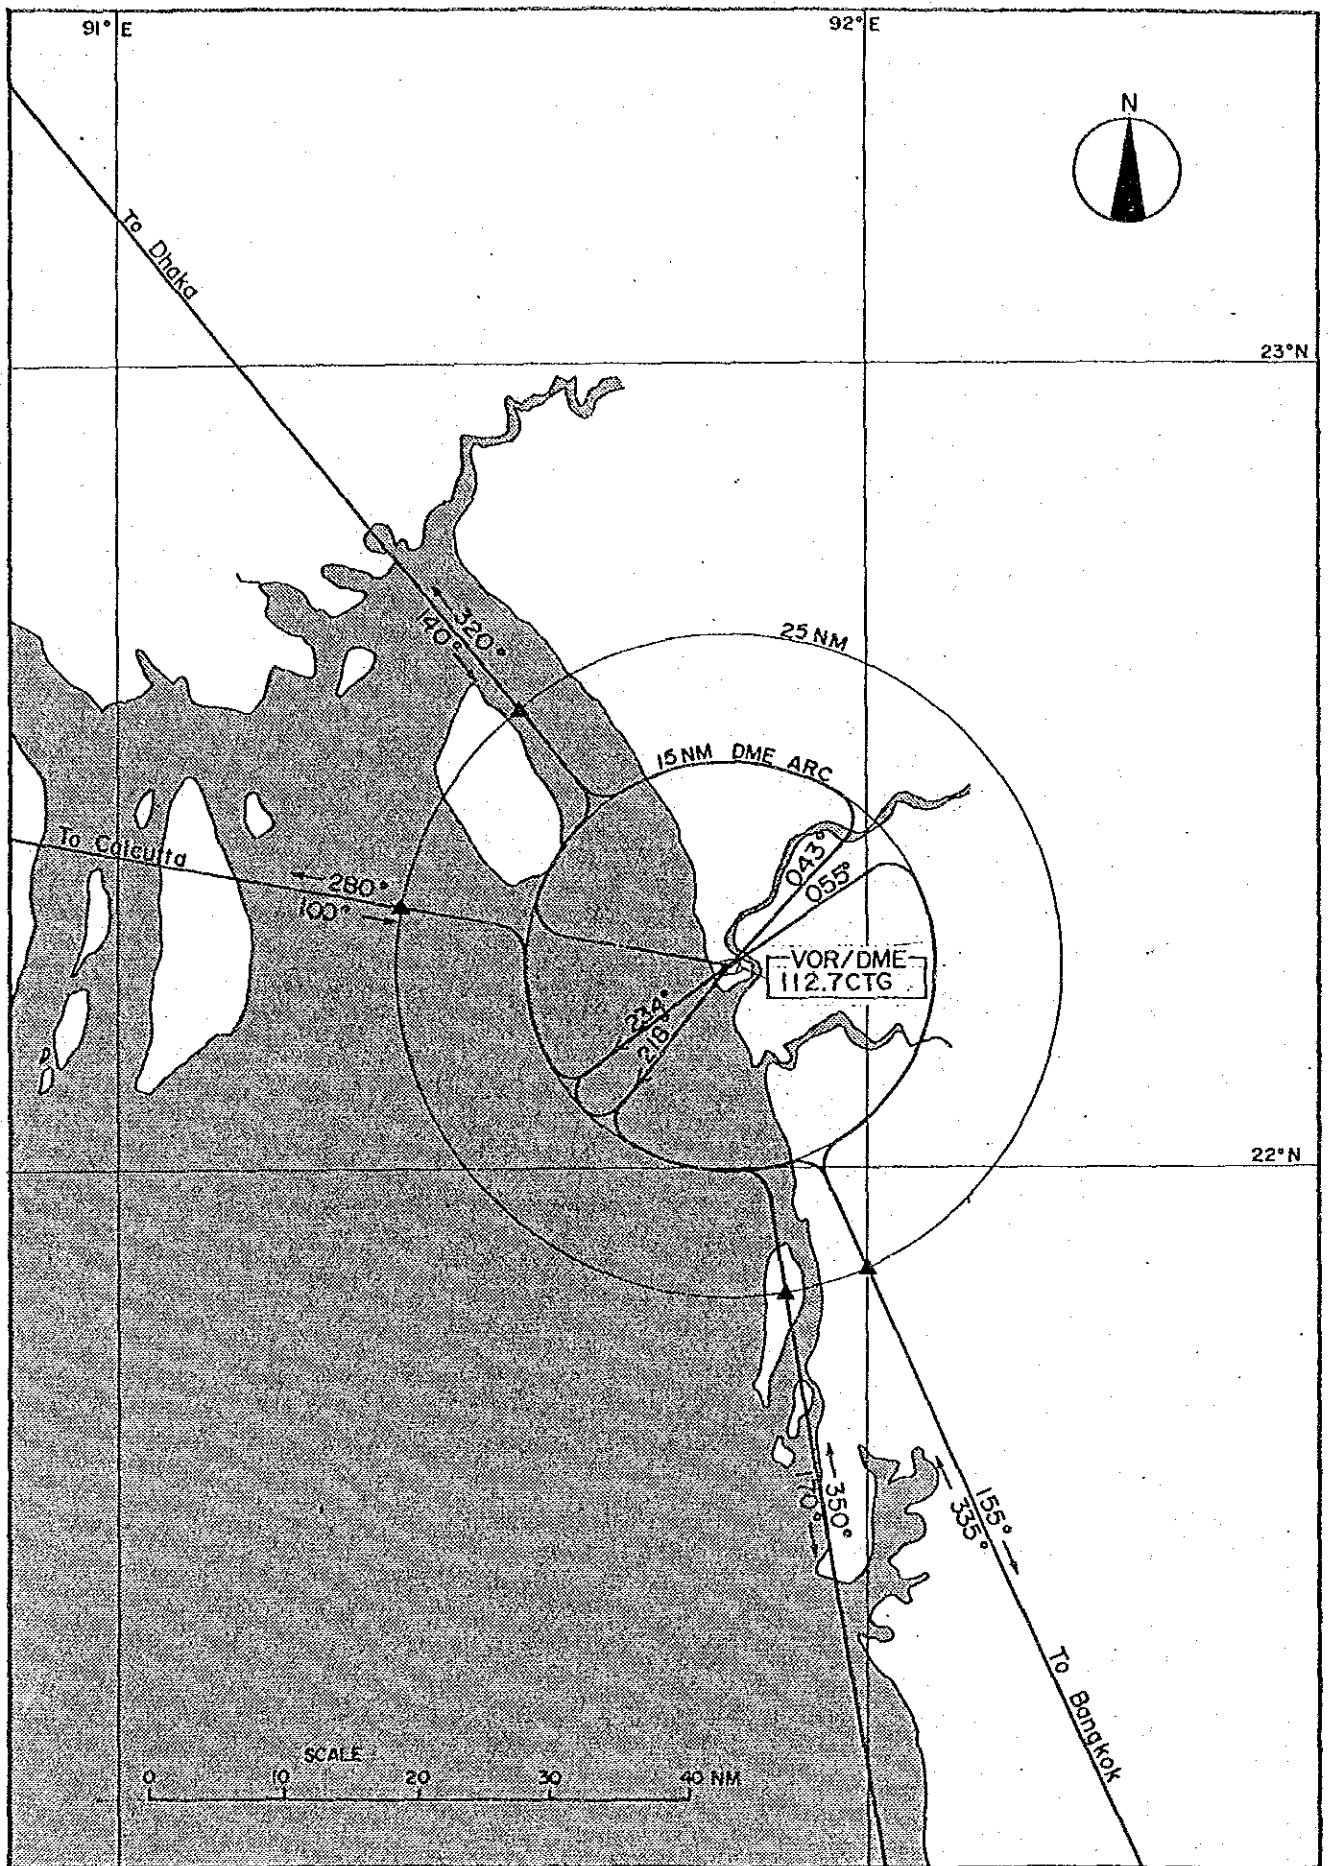 91° E
92° E
N
To Dhaka
23°N
320°
140°
25 NM
15 NM DME ARC
To Calcutta
280°
100°
043°
055°
VOR/DME
112.7 CTG
234°
218°
22°N
170°
350°
155°
335°
To Bangkok
SCALE
0 10 20 30 40 NM